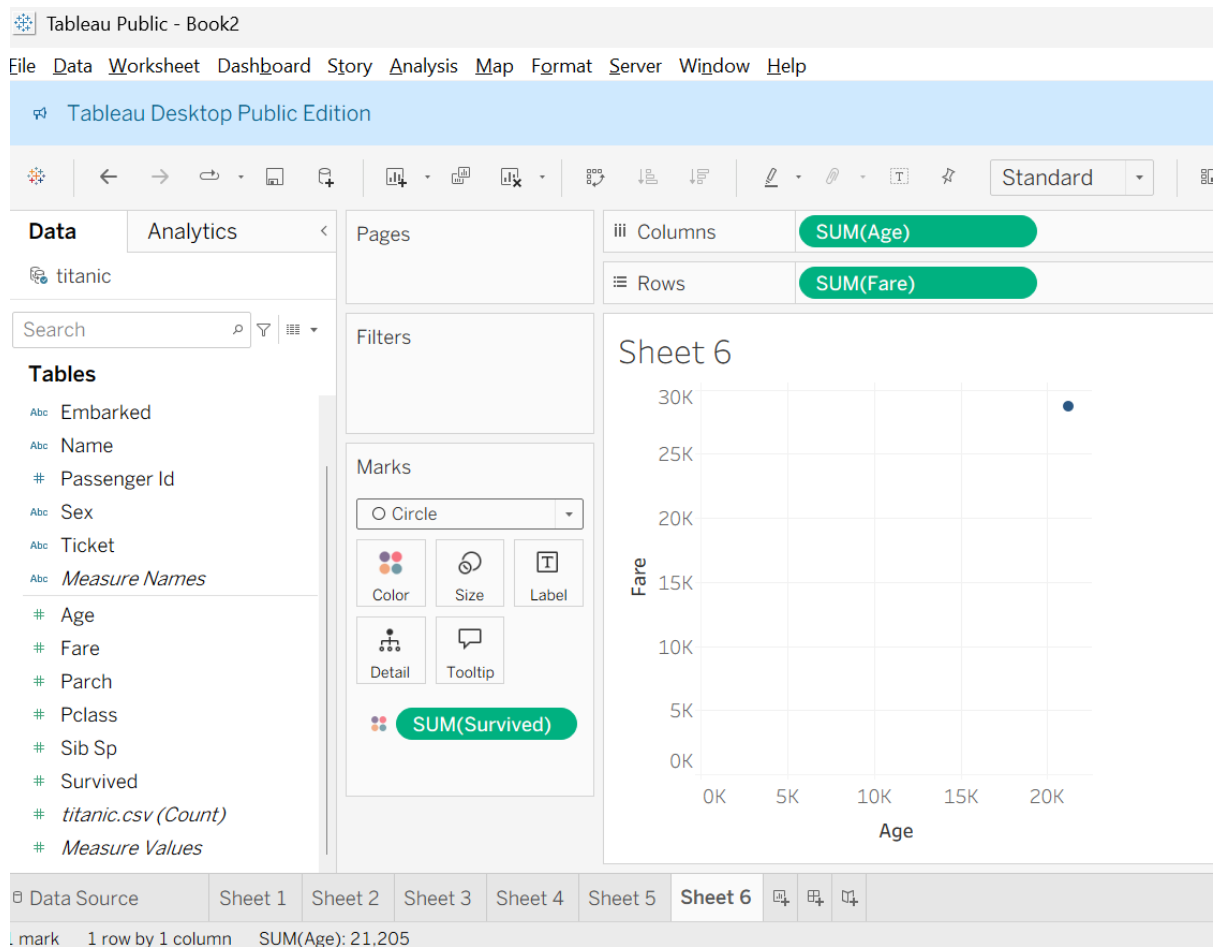 Tableau Public - Book2
File Data Worksheet Dashboard Story Analysis Map Format Server Window Help
Tableau Desktop Public Edition
Standard
Data Analytics
titanic
Search
Tables
Abc Embarked
Abc Name
# Passenger Id
Abc Sex
Abc Ticket
Abc Measure Names
# Age
# Fare
# Parch
# Pclass
# Sib Sp
# Survived
# titanic.csv (Count)
# Measure Values
Pages
Filters
Marks
Circle
Color Size Label
Detail Tooltip
SUM(Survived)
Columns SUM(Age)
Rows SUM(Fare)
Sheet 6
30K
25K
20K
15K
10K
5K
0K
Fare
0K 5K 10K 15K 20K
Age
Data Source Sheet 1 Sheet 2 Sheet 3 Sheet 4 Sheet 5 Sheet 6
mark 1 row by 1 column SUM(Age): 21,205